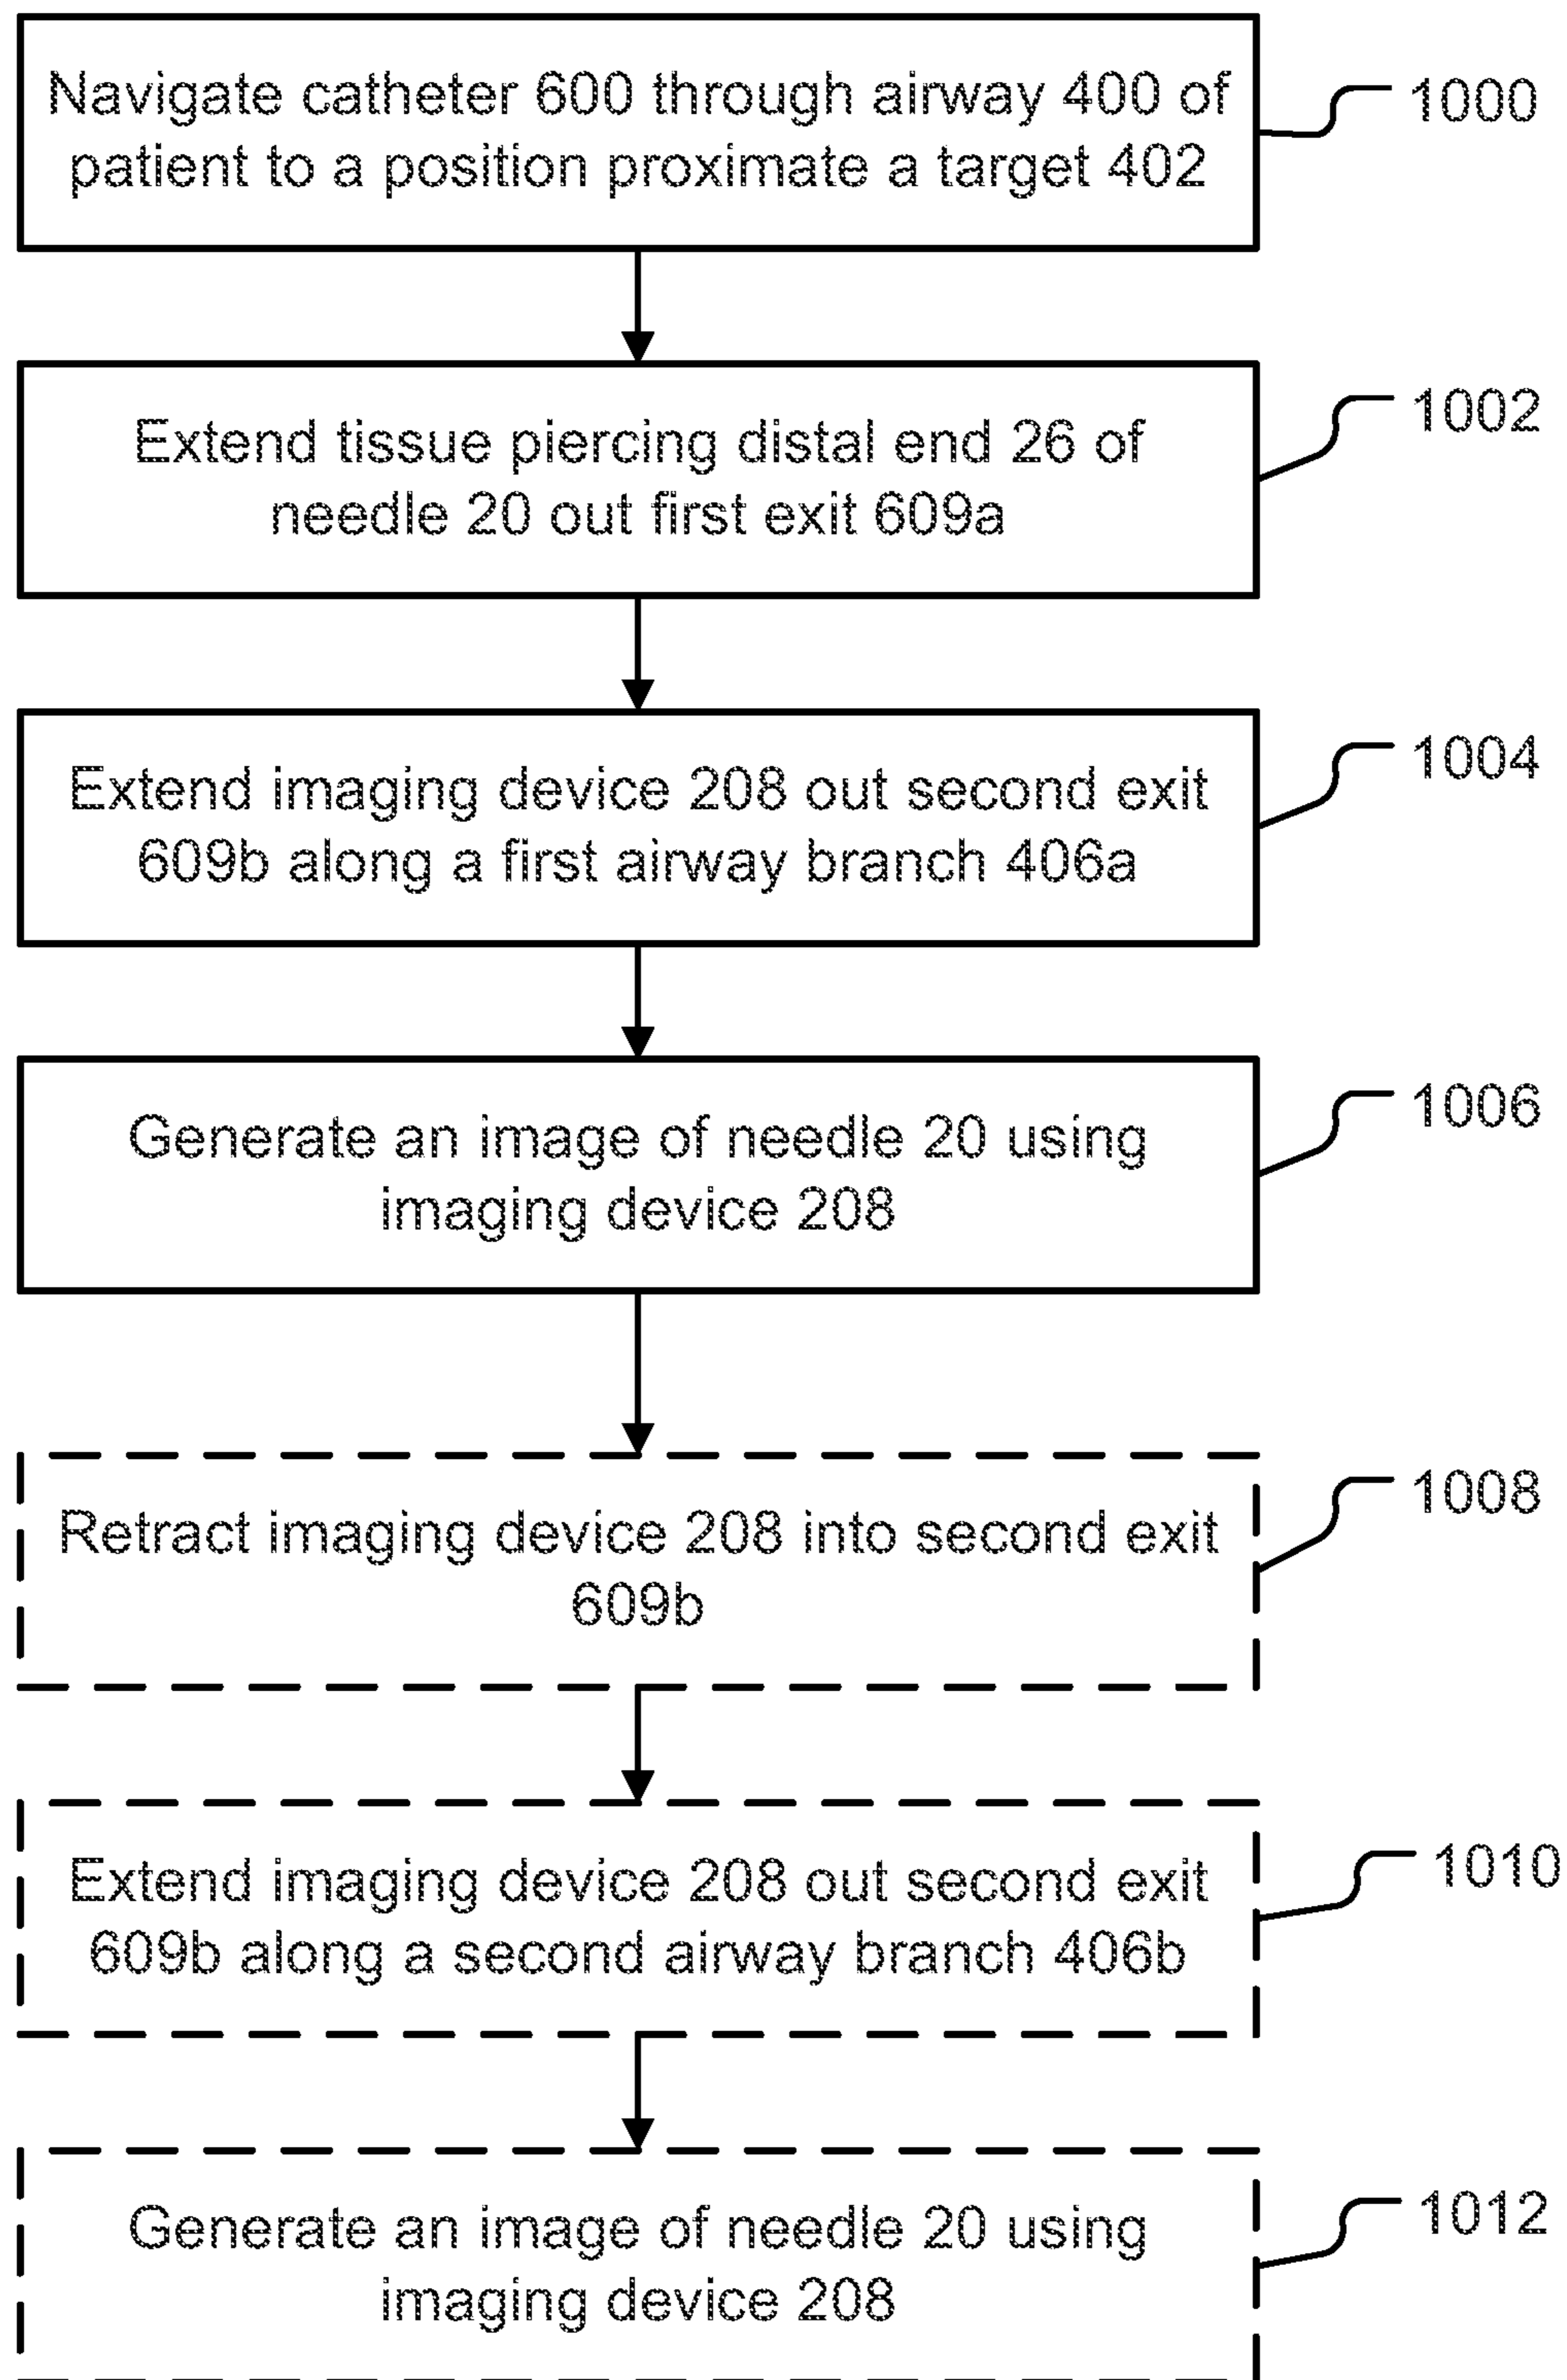 Navigate catheter 600 through airway 400 of
patient to a position proximate a target 402
1000
Extend tissue piercing distal end 26 of
needle 20 out first exit 609a
1002
Extend imaging device 208 out second exit
609b along a first airway branch 406a
1004
Generate an image of needle 20 using
imaging device 208
1006
Retract imaging device 208 into second exit
609b
1008
Extend imaging device 208 out second exit
609b along a second airway branch 406b
1010
Generate an image of needle 20 using
imaging device 208
1012